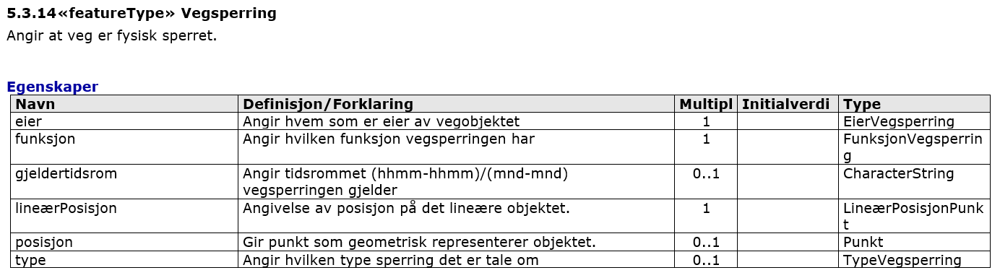 5.3.14«featureType» Vegsperring
Angir at veg er fysisk sperret.
Egenskaper
Navn Definisjon/Forklaring Multipl Initialverdi Type
eier Angir hvem som er eier av vegobjektet 1 EierVegsperring
funksjon Angir hvilken funksjon vegsperringen har 1 FunksjonVegsperrin
g
gjeldertidsrom Angir tidsrommet (hhmm-hhmm)/(mnd-mnd) 0..1 CharacterString
vegsperringen gjelder
lineærPosisjon Angivelse av posisjon på det lineære objektet. 1 LineærPosisjonPunk
t
posisjon Gir punkt som geometrisk representerer objektet. 0..1 Punkt
type Angir hvilken type sperring det er tale om 0..1 TypeVegsperring